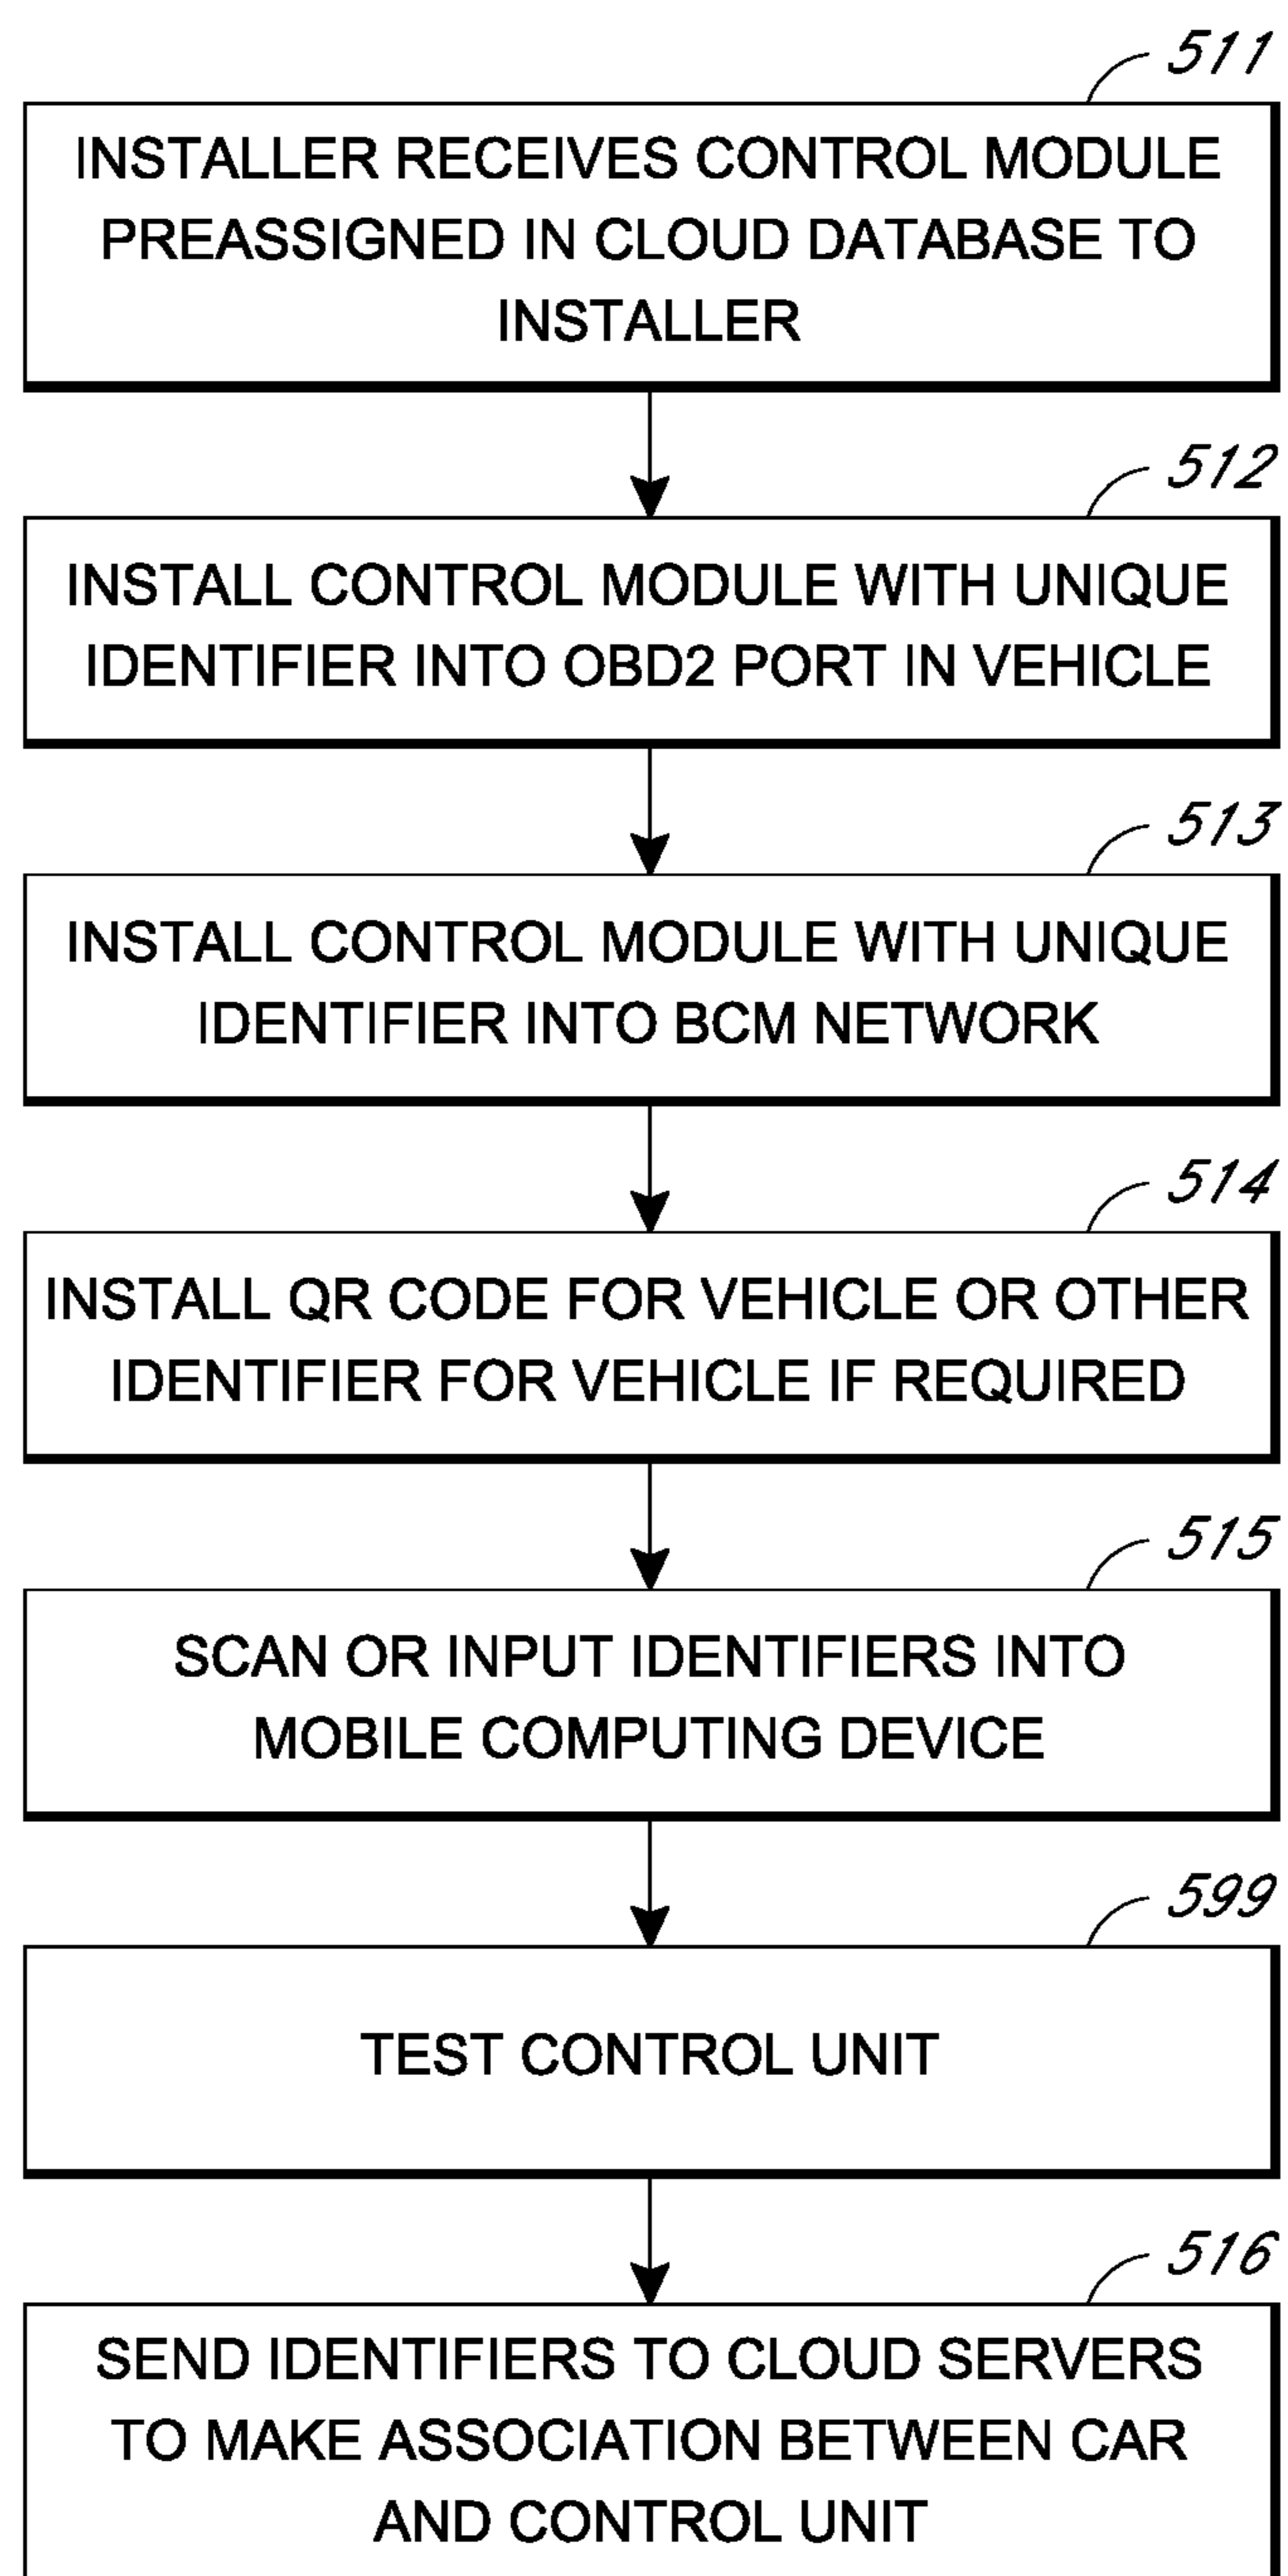 511
INSTALLER RECEIVES CONTROL MODULE
PREASSIGNED IN CLOUD DATABASE TO
INSTALLER
512
INSTALL CONTROL MODULE WITH UNIQUE
IDENTIFIER INTO OBD2 PORT IN VEHICLE
513
INSTALL CONTROL MODULE WITH UNIQUE
IDENTIFIER INTO BCM NETWORK
514
INSTALL QR CODE FOR VEHICLE OR OTHER
IDENTIFIER FOR VEHICLE IF REQUIRED
515
SCAN OR INPUT IDENTIFIERS INTO
MOBILE COMPUTING DEVICE
599
TEST CONTROL UNIT
516
SEND IDENTIFIERS TO CLOUD SERVERS
TO MAKE ASSOCIATION BETWEEN CAR
AND CONTROL UNIT